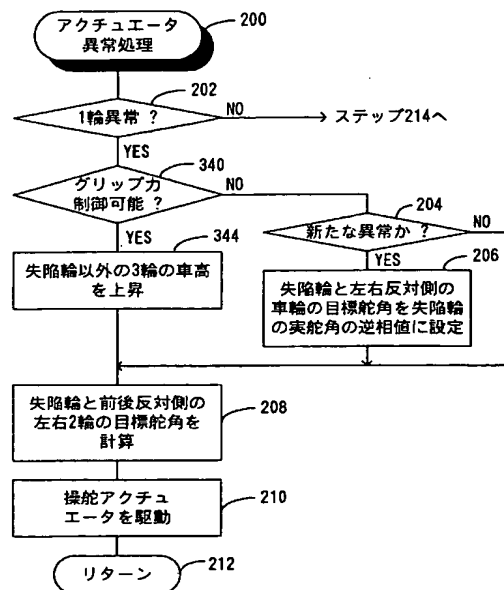 アクチュエータ
異常処理
200
202
1輪異常 ?
NO
ステップ214へ
YES
340
グリップ力
制御可能 ?
NO
YES
344
失陥輪以外の3輪の車高
を上昇
204
新たな異常か ?
NO
YES
206
失陥輪と左右反対側の
車輪の目標舵角を失陥輪
の実舵角の逆相値に設定
失陥輪と前後反対側の
左右2輪の目標舵角を
計算
208
操舵アクチュ
エータを駆動
210
リターン
212